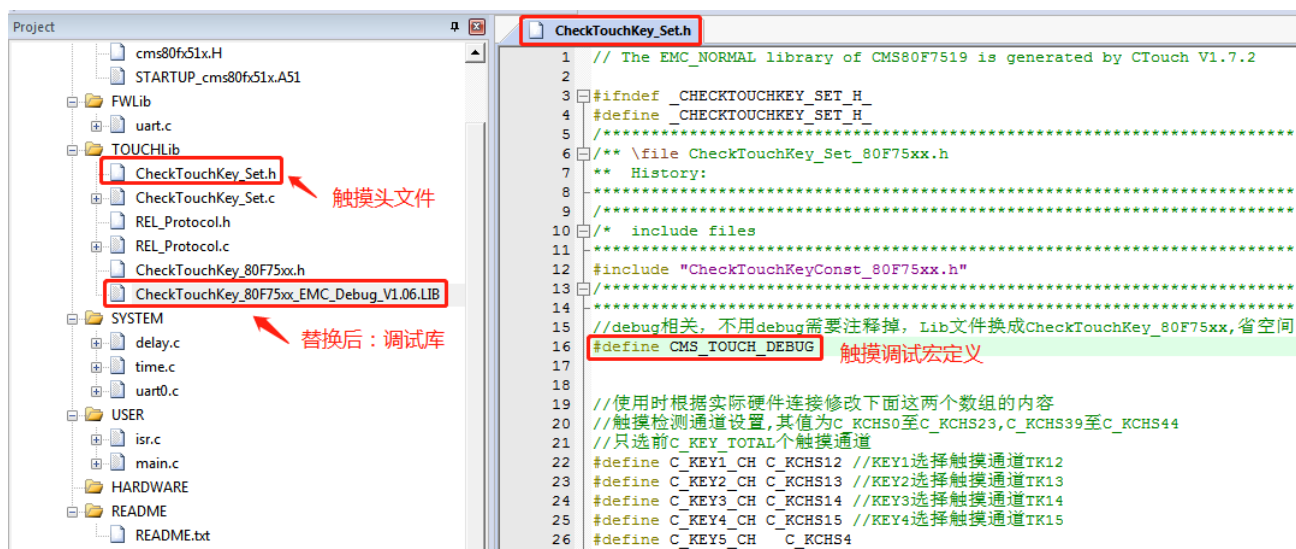 Project
cms80fx51x.H
STARTUP_cms80fx51x.A51
FWLib
uart.c
TOUCHLib
CheckTouchKey_Set.h
触摸头文件
CheckTouchKey_Set.c
REL_Protocol.h
REL_Protocol.c
CheckTouchKey_80F75xx.h
CheckTouchKey_80F75xx_EMC_Debug_V1.06.LIB
替换后：调试库
SYSTEM
delay.c
time.c
uart0.c
USER
isr.c
main.c
HARDWARE
README
README.txt
CheckTouchKey_Set.h
1 // The EMC_NORMAL library of CMS80F7519 is generated by CTouch V1.7.2
2
3 #ifndef _CHECKTOUCHKEY_SET_H_
4 #define _CHECKTOUCHKEY_SET_H_
5 /*************************************************************************
6 /** \file CheckTouchKey_Set_80F75xx.h
7 ** History:
8 *************************************************************************
9 /*************************************************************************
10 /* include files
11 *************************************************************************
12 #include "CheckTouchKeyConst_80F75xx.h"
13 /*************************************************************************
14 *************************************************************************
15 //debug相关，不用debug需要注释掉，Lib文件换成CheckTouchKey_80F75xx,省空间
16 #define CMS_TOUCH_DEBUG 触摸调试宏定义
17
18
19 //使用时根据实际硬件连接修改下面这两个数组的内容
20 //触摸检测通道设置,其值为C_KCHS0至C_KCHS23,C_KCHS39至C_KCHS44
21 //只选前C_KEY_TOTAL个触摸通道
22 #define C_KEY1_CH C_KCHS12 //KEY1选择触摸通道TK12
23 #define C_KEY2_CH C_KCHS13 //KEY2选择触摸通道TK13
24 #define C_KEY3_CH C_KCHS14 //KEY3选择触摸通道TK14
25 #define C_KEY4_CH C_KCHS15 //KEY4选择触摸通道TK15
26 #define C_KEY5_CH C_KCHS4